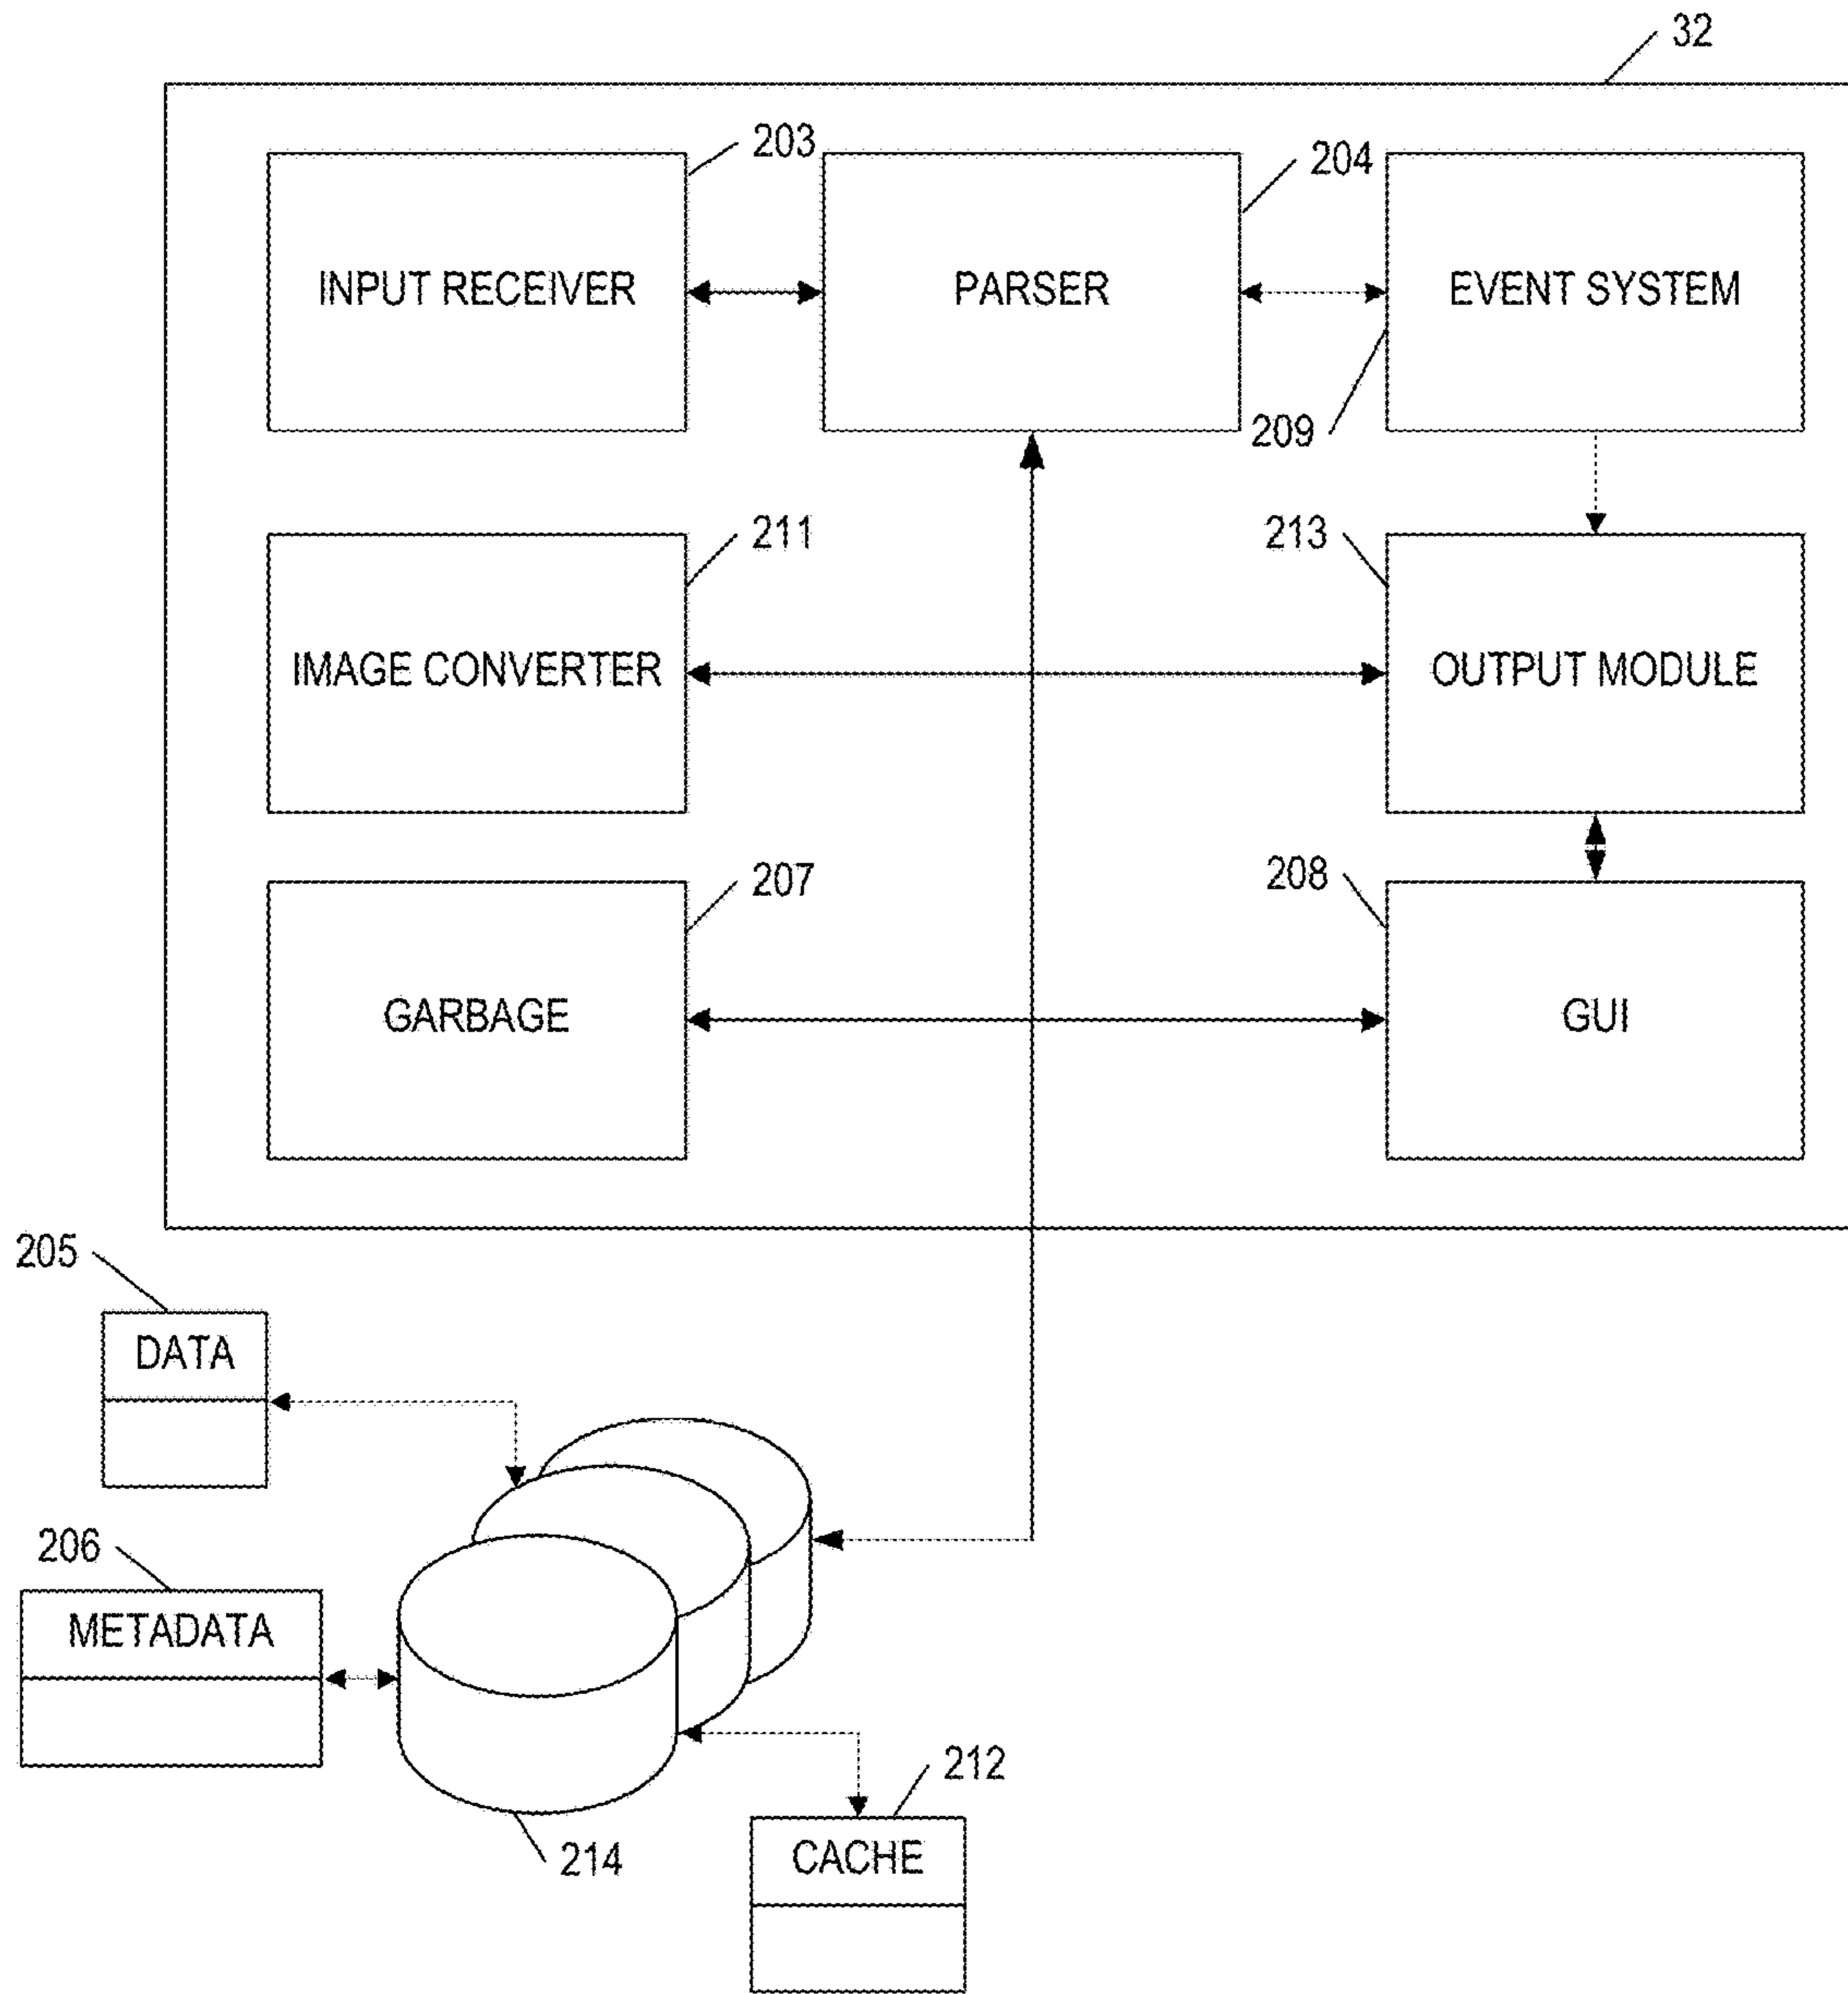 32
203
204
INPUT RECEIVER
PARSER
EVENT SYSTEM
209
211
213
IMAGE CONVERTER
OUTPUT MODULE
207
208
GARBAGE
GUI
205
DATA
206
METADATA
212
214
CACHE